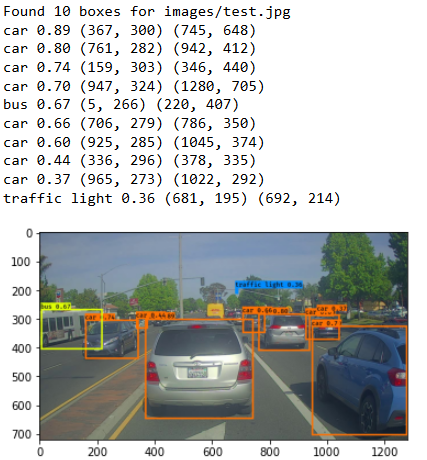 Found 10 boxes for images/test.jpg
car 0.89 (367, 300) (745, 648)
car 0.80 (761, 282) (942, 412)
car 0.74 (159, 303) (346, 440)
car 0.70 (947, 324) (1280, 705)
bus 0.67 (5, 266) (220, 407)
car 0.66 (706, 279) (786, 350)
car 0.60 (925, 285) (1045, 374)
car 0.44 (336, 296) (378, 335)
car 0.37 (965, 273) (1022, 292)
traffic light 0.36 (681, 195) (692, 214)
0
100
200
traffic light 0.36
bus 0.67
300
400
500
600
700
0 200 400 600 800 1000 1200